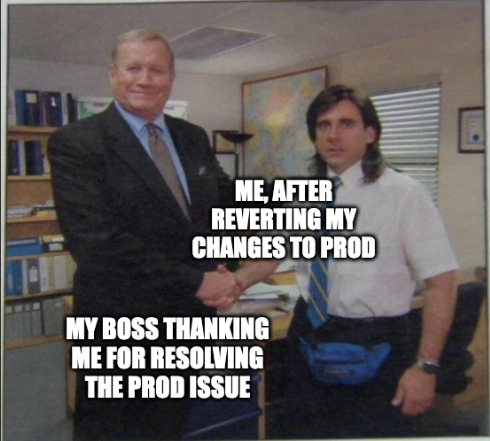 ME, AFTER
REVERTING MY
CHANGES TO PROD
MY BOSS THANKING
ME FOR RESOLVING
THE PROD ISSUE